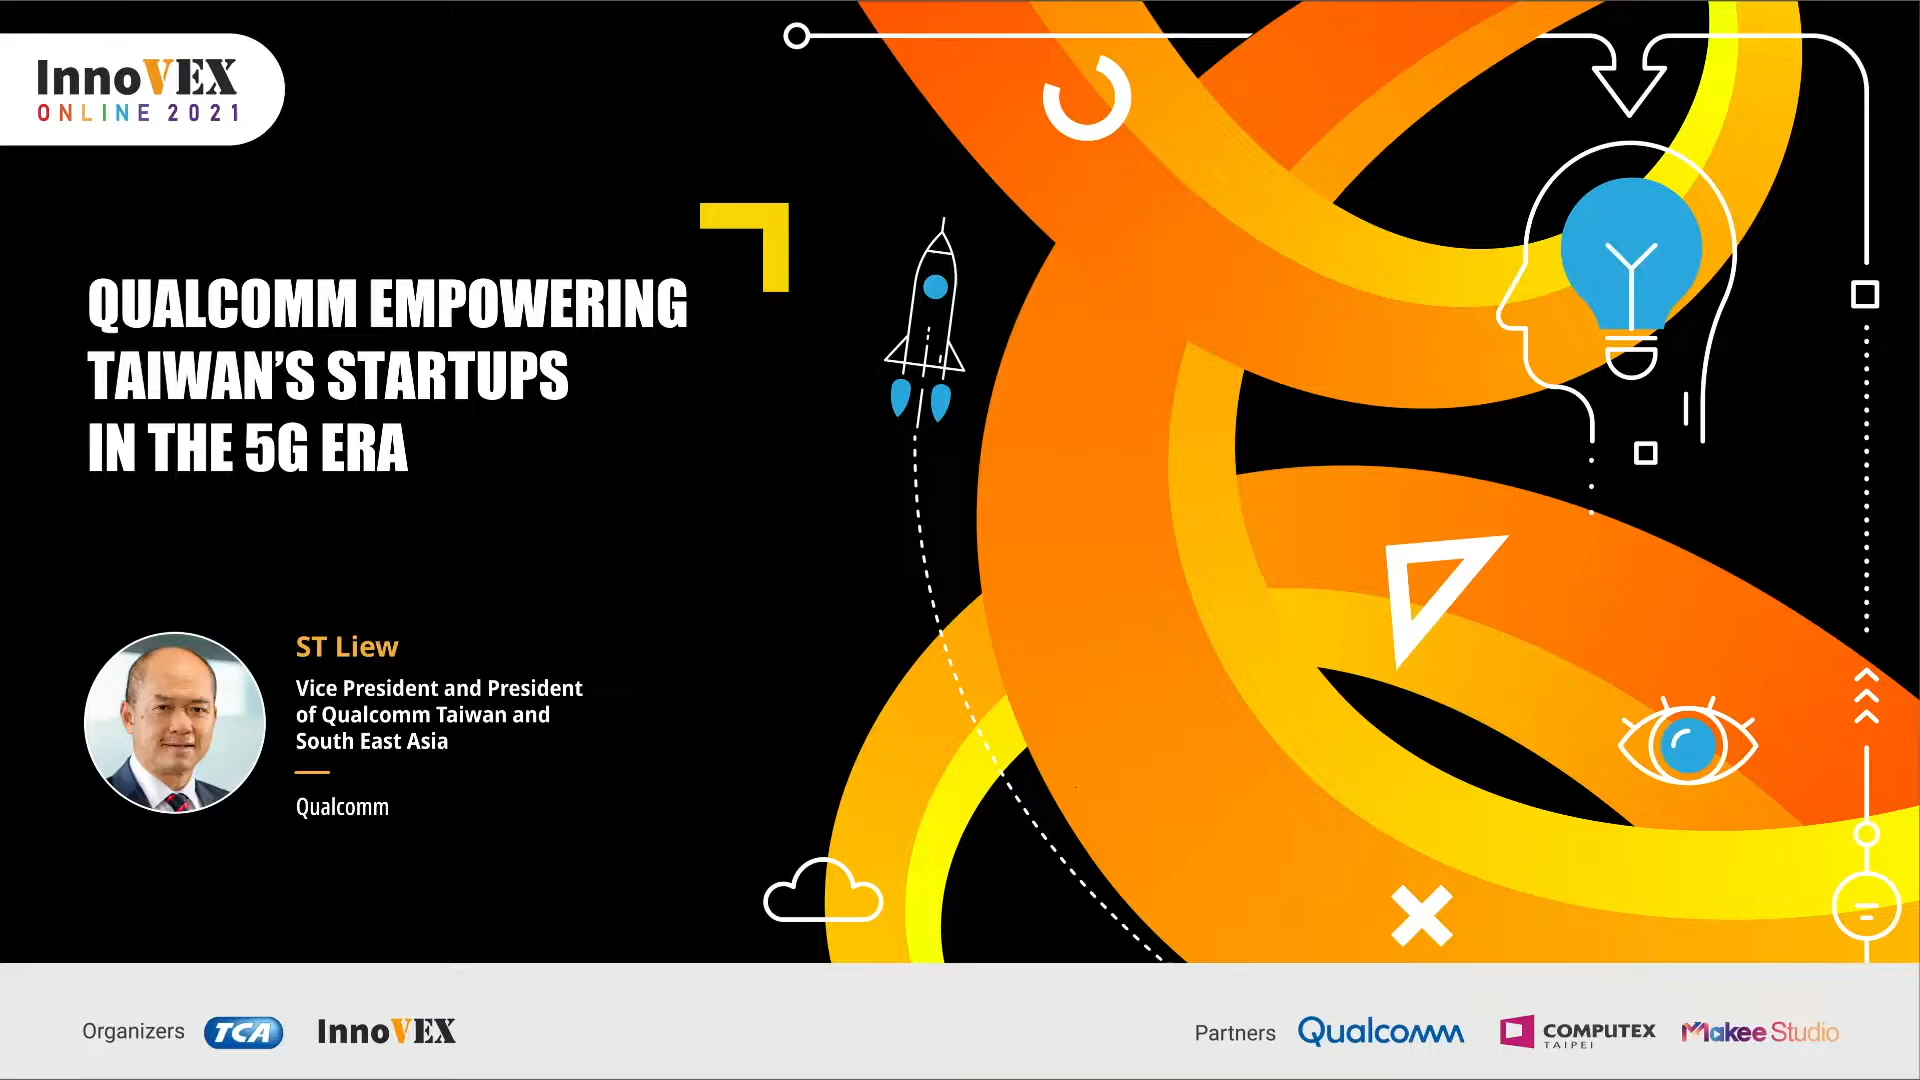 InnoVEX
ONLINE 2021
QUALCOMM EMPOWERING
TAIWAN’S STARTUPS
IN THE 5G ERA
ST Liew
Vice President and President
of Qualcomm Taiwan and
South East Asia
Qualcomm
Organizers
TCA
InnoVEX
Partners
Qualcomm
COMPUTEX
TAIPEI
Makee Studio